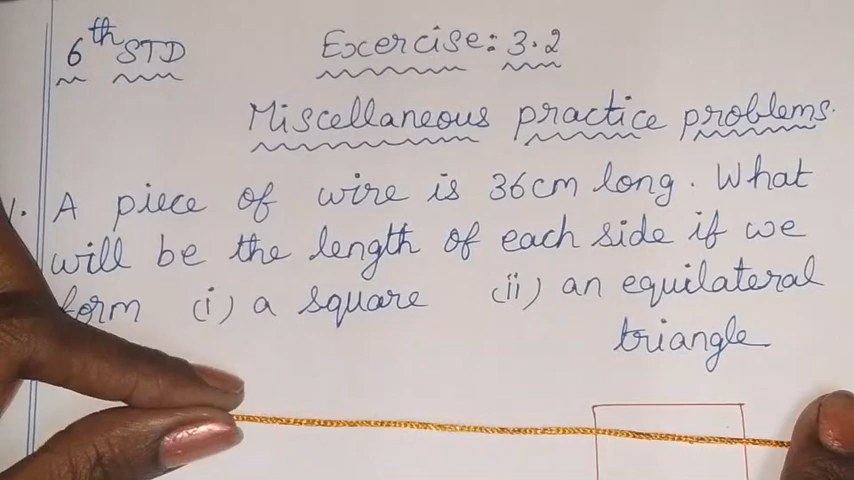 6th STD Exercise: 3.2
Miscellaneous practice problems.
1. A piece of wire is 36cm long. What
will be the length of each side if we
form (i) a square (ii) an equilateral
triangle